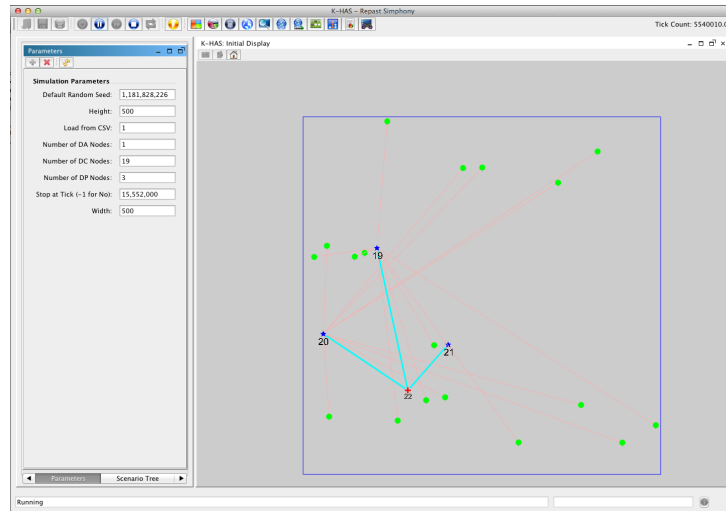 K-HAS - Repast Simphony
Tick Count: 5540010.0
Parameters
Simulation Parameters
Default Random Seed: 1,181,828,226
Height: 500
Load from CSV: 1
Number of DA Nodes: 1
Number of DC Nodes: 19
Number of DP Nodes: 3
Stop at Tick (-1 for No): 15,552,000
Width: 500
Parameters Scenario Tree
K-HAS: Initial Display
19
20
21
22
Running